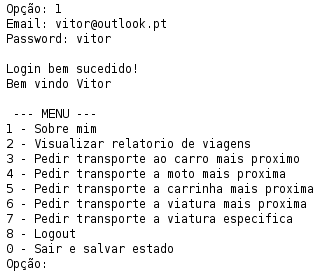 Opção: 1
Email: vitor@outlook.pt
Password: vitor
Login bem sucedido!
Bem vindo Vitor
--- MENU ---
1 - Sobre mim
2 - Visualizar relatorio de viagens
3 - Pedir transporte ao carro mais proximo
4 - Pedir transporte a moto mais proxima
5 - Pedir transporte a carrinha mais proxima
6 - Pedir transporte a viatura mais proxima
7 - Pedir transporte a viatura especifica
8 - Logout
0 - Sair e salvar estado
Opção: